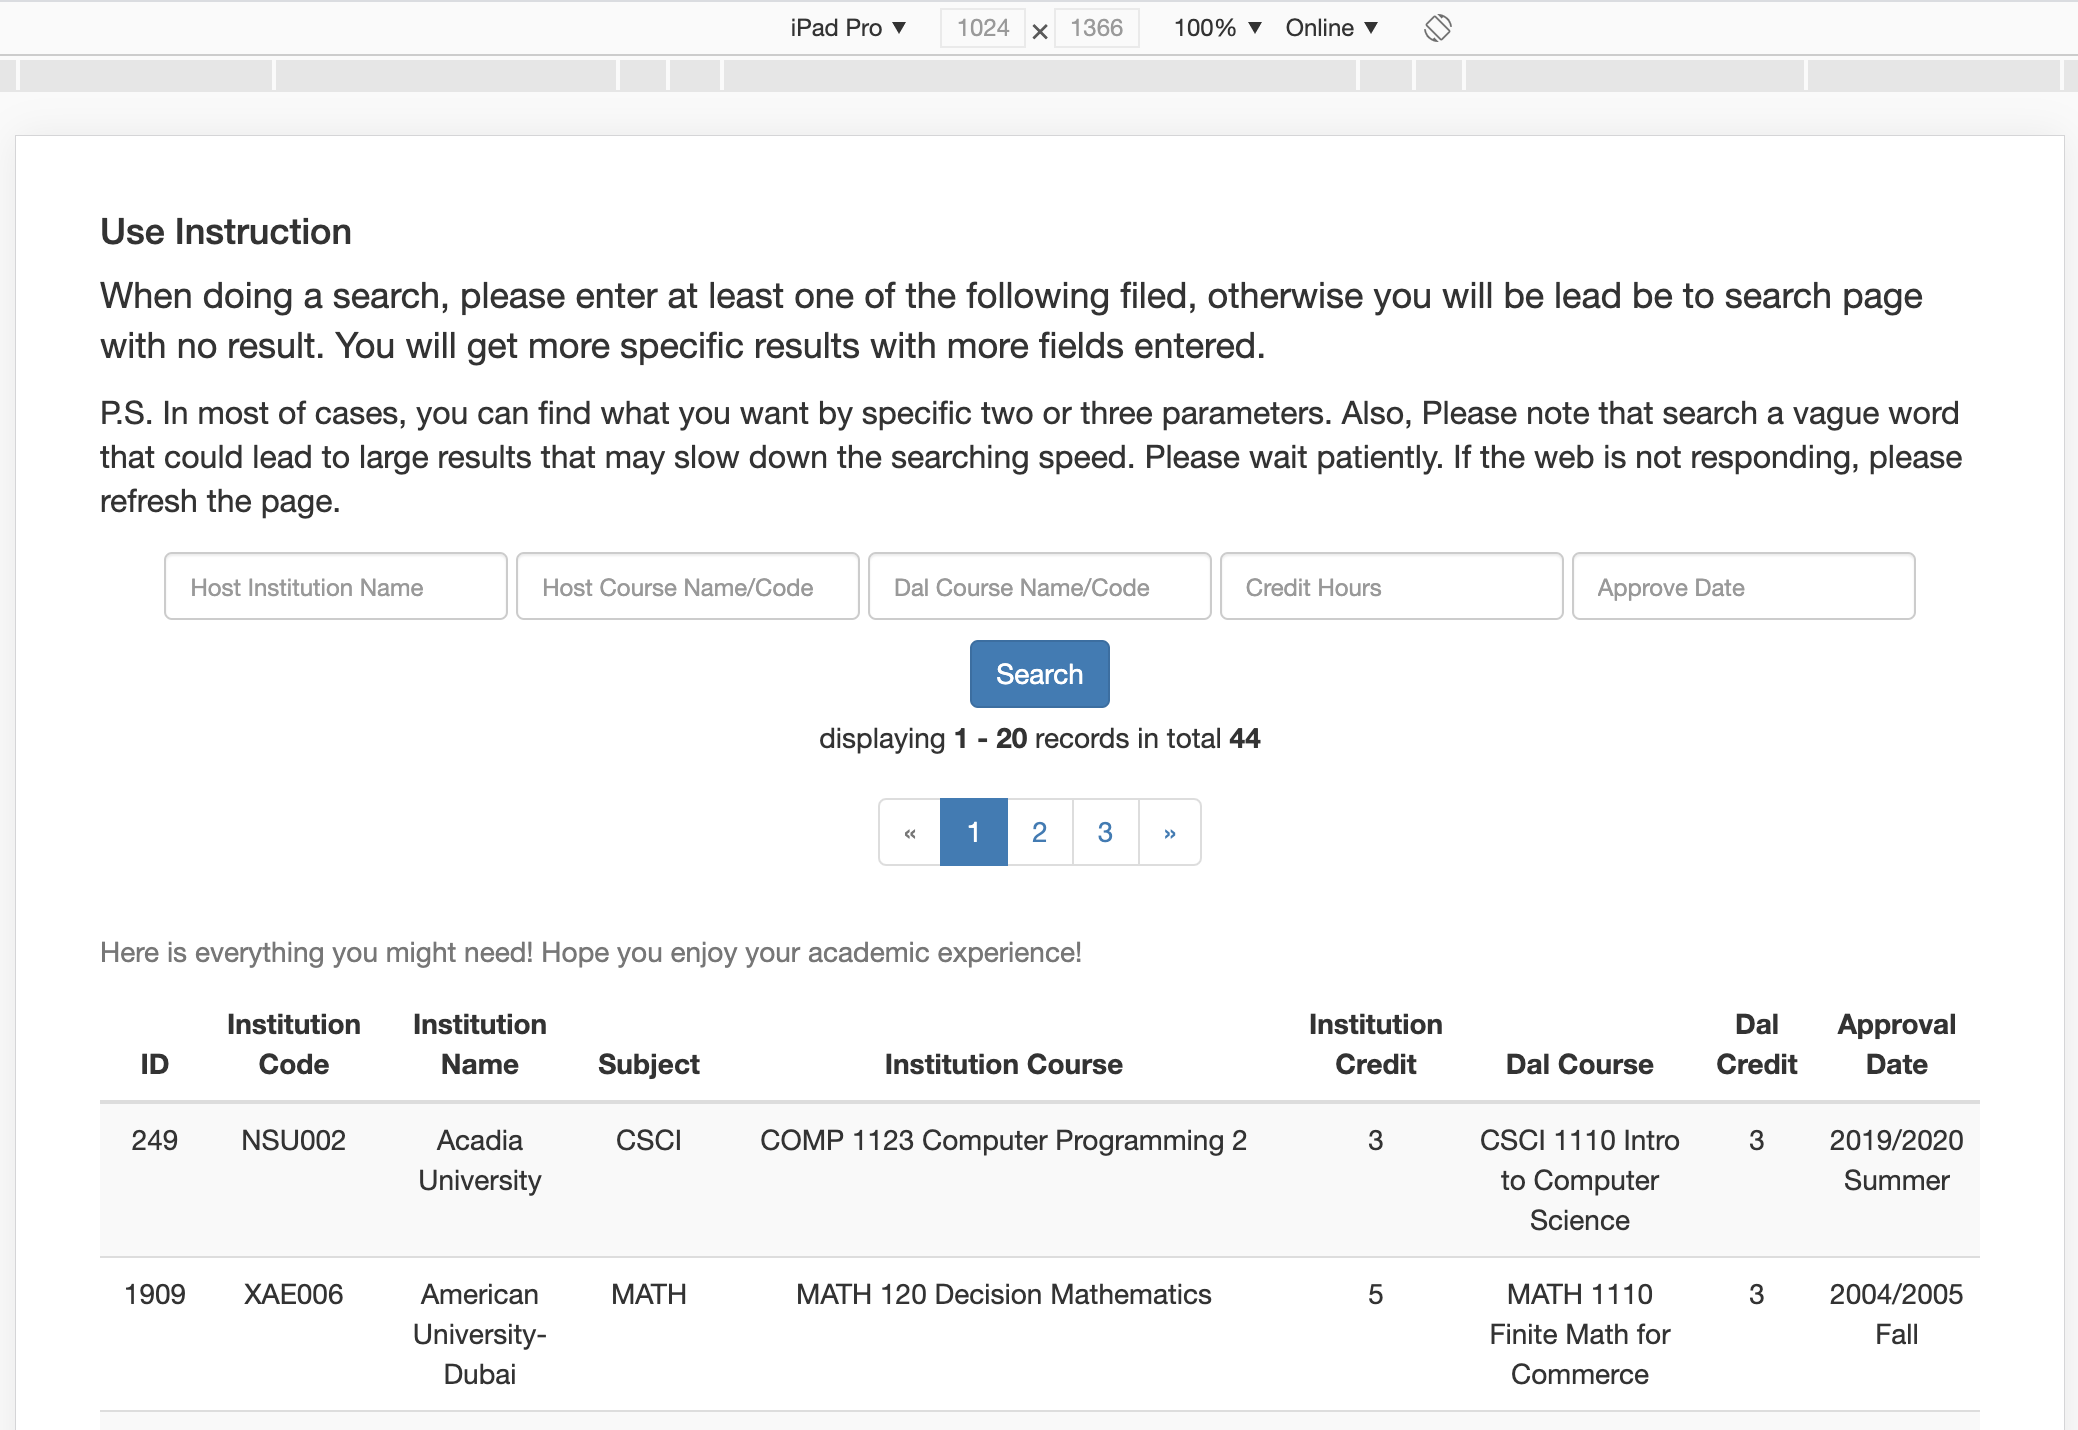 iPad Pro ▼ 1024 × 1366 100% ▼ Online ▼
Use Instruction
When doing a search, please enter at least one of the following filed, otherwise you will be lead be to search page
with no result. You will get more specific results with more fields entered.
P.S. In most of cases, you can find what you want by specific two or three parameters. Also, Please note that search a vague word
that could lead to large results that may slow down the searching speed. Please wait patiently. If the web is not responding, please
refresh the page.
Host Institution Name Host Course Name/Code Dal Course Name/Code Credit Hours Approve Date
Search
displaying 1 - 20 records in total 44
« 1 2 3 »
Here is everything you might need! Hope you enjoy your academic experience!
Institution Institution Institution Dal Approval
ID Code Name Subject Institution Course Credit Dal Course Credit Date
249 NSU002 Acadia CSCI COMP 1123 Computer Programming 2 3 CSCI 1110 Intro 3 2019/2020
University to Computer Summer
Science
1909 XAE006 American MATH MATH 120 Decision Mathematics 5 MATH 1110 3 2004/2005
University- Finite Math for Fall
Dubai Commerce